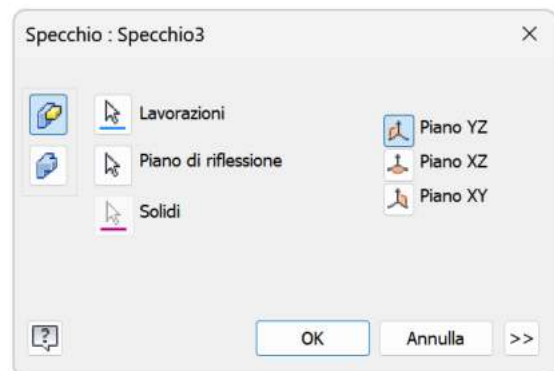 Specchio : Specchio3
Lavorazioni
Piano di riflessione
Solidi
Piano YZ
Piano XZ
Piano XY
?
OK
Annulla
>>